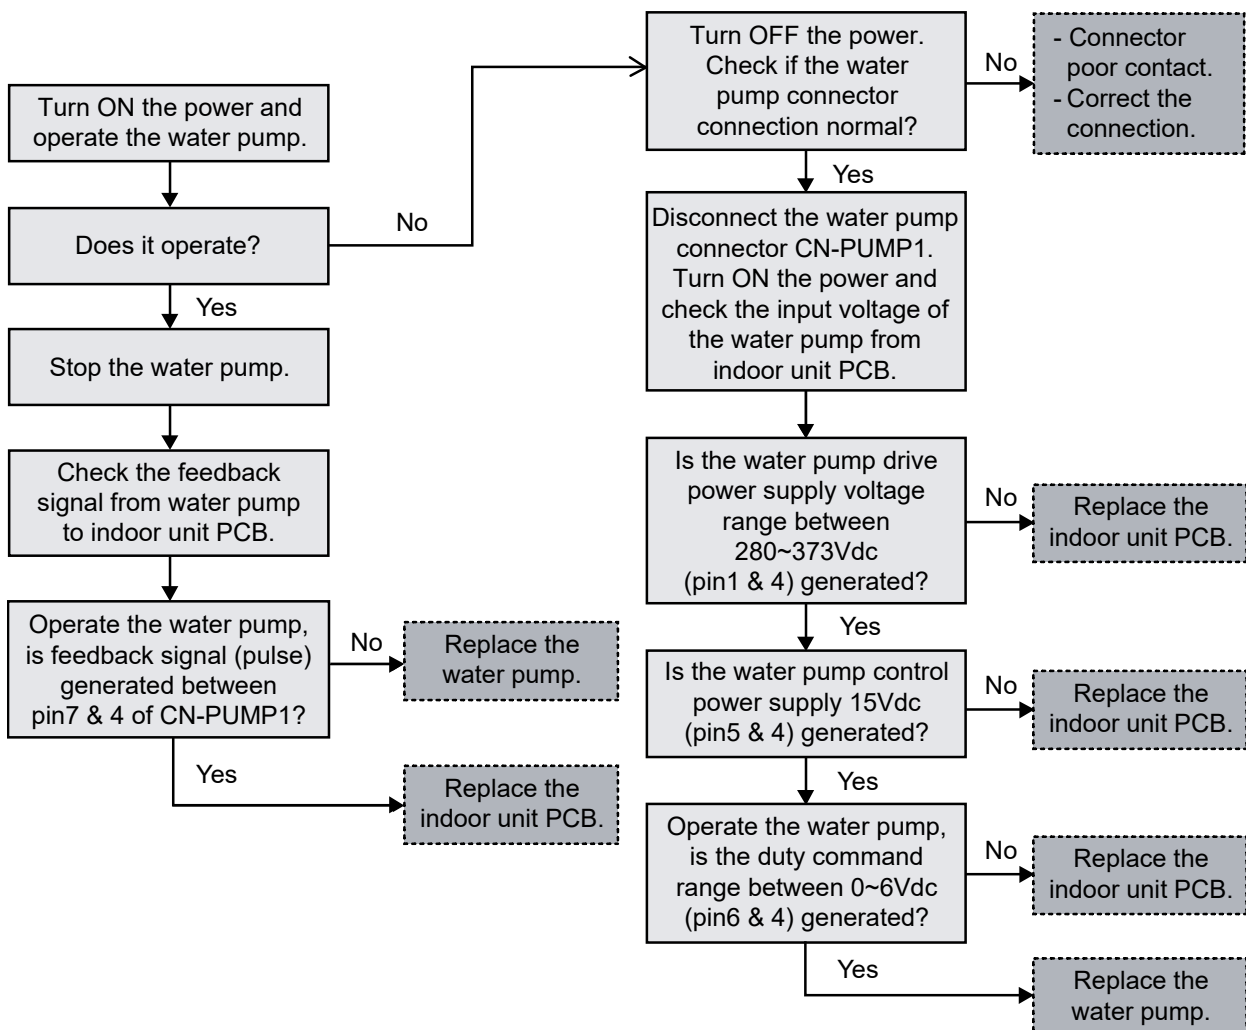 Turn ON the power and
operate the water pump.
Does it operate?
No
Yes
Stop the water pump.
Check the feedback
signal from water pump
to indoor unit PCB.
Operate the water pump,
is feedback signal (pulse)
generated between
pin7 & 4 of CN-PUMP1?
No
Replace the
water pump.
Yes
Replace the
indoor unit PCB.
Turn OFF the power.
Check if the water
pump connector
connection normal?
No
- Connector
poor contact.
- Correct the
connection.
Yes
Disconnect the water pump
connector CN-PUMP1.
Turn ON the power and
check the input voltage of
the water pump from
indoor unit PCB.
Is the water pump drive
power supply voltage
range between
280~373Vdc
(pin1 & 4) generated?
No
Replace the
indoor unit PCB.
Yes
Is the water pump control
power supply 15Vdc
(pin5 & 4) generated?
No
Replace the
indoor unit PCB.
Yes
Operate the water pump,
is the duty command
range between 0~6Vdc
(pin6 & 4) generated?
No
Replace the
indoor unit PCB.
Yes
Replace the
water pump.